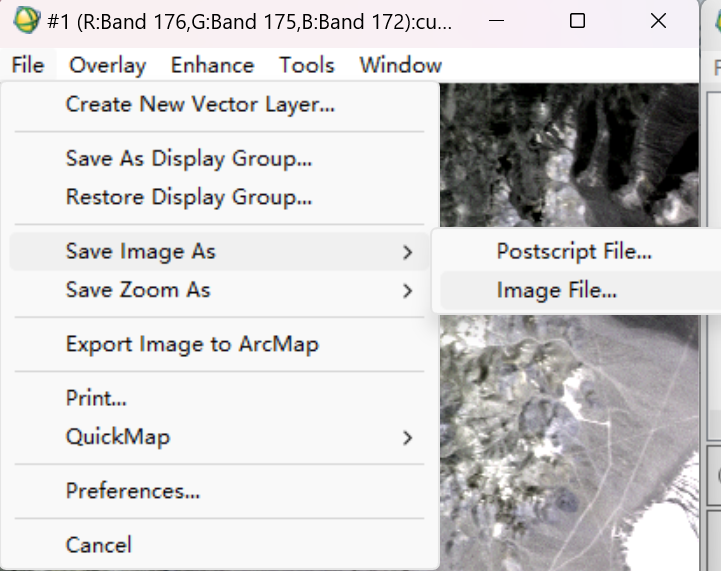 #1 (R:Band 176,G:Band 175,B:Band 172):cu...
File Overlay Enhance Tools Window
Create New Vector Layer...
Save As Display Group...
Restore Display Group...
Save Image As
Postscript File...
Save Zoom As
Image File...
Export Image to ArcMap
Print...
QuickMap
Preferences...
Cancel